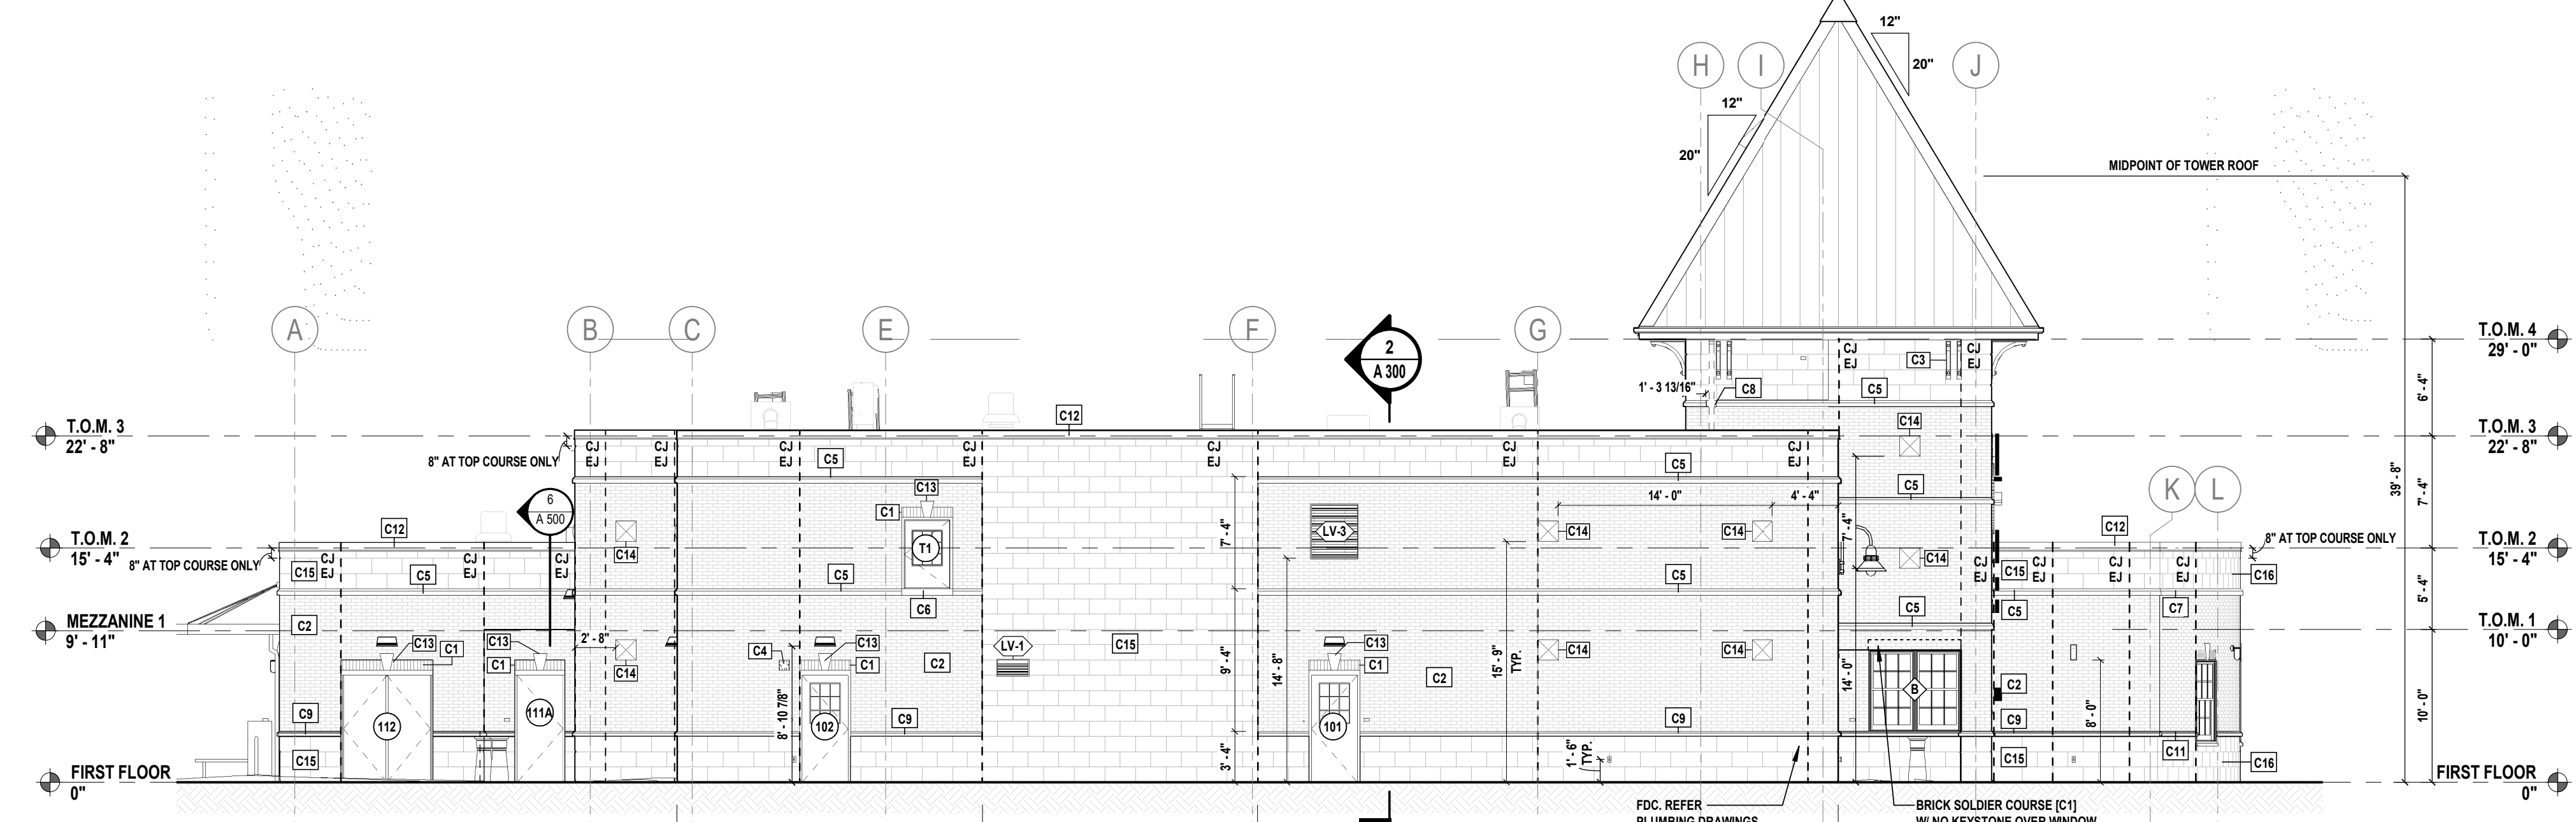 12"
20"
H
I
J
12"
20"
MIDPOINT OF TOWER ROOF
A
B
C
E
F
G
2
A 300
T.O.M. 4
29' - 0"
CJ
EJ
C3
CJ
EJ
1' - 3 13/16"
C8
C5
6' - 4"
C12
C14
T.O.M. 3
22' - 8"
T.O.M. 3
22' - 8"
8" AT TOP COURSE ONLY
CJ
EJ
CJ
EJ
CJ
EJ
C5
CJ
EJ
CJ
EJ
CJ
EJ
C5
CJ
EJ
39' - 8"
C13
C1
6
A 500
14' - 0"
4' - 4"
C5
K
L
7' - 4"
7' - 4"
7' - 4"
C12
C14
T1
LV-3
C14
C14
C14
C12
T.O.M. 2
15' - 4"
8" AT TOP COURSE ONLY
8" AT TOP COURSE ONLY
T.O.M. 2
15' - 4"
C15
CJ
EJ
C5
CJ
EJ
CJ
EJ
C5
C5
CJ
EJ
C15
CJ
EJ
CJ
EJ
CJ
EJ
C16
C6
C5
C5
C7
5' - 4"
MEZZANINE 1
9' - 11"
C2
T.O.M. 1
10' - 0"
C13
C1
C13
C1
2' - 8"
C14
C4
C13
C1
C2
LV-1
C15
9' - 4"
14' - 8"
C13
C1
C2
15' - 9"
TYP.
C14
C14
14' - 0"
B
C2
8' - 0"
10' - 0"
C9
112
111A
8' - 10 7/8"
102
C9
101
C9
C9
C11
C15
3' - 4"
1' - 6"
TYP.
C15
C16
FIRST FLOOR
0"
FIRST FLOOR
0"
FDC. REFER
PLUMBING DRAWINGS
BRICK SOLDIER COURSE [C1]
W/ NO KEYSTONE OVER WINDOW